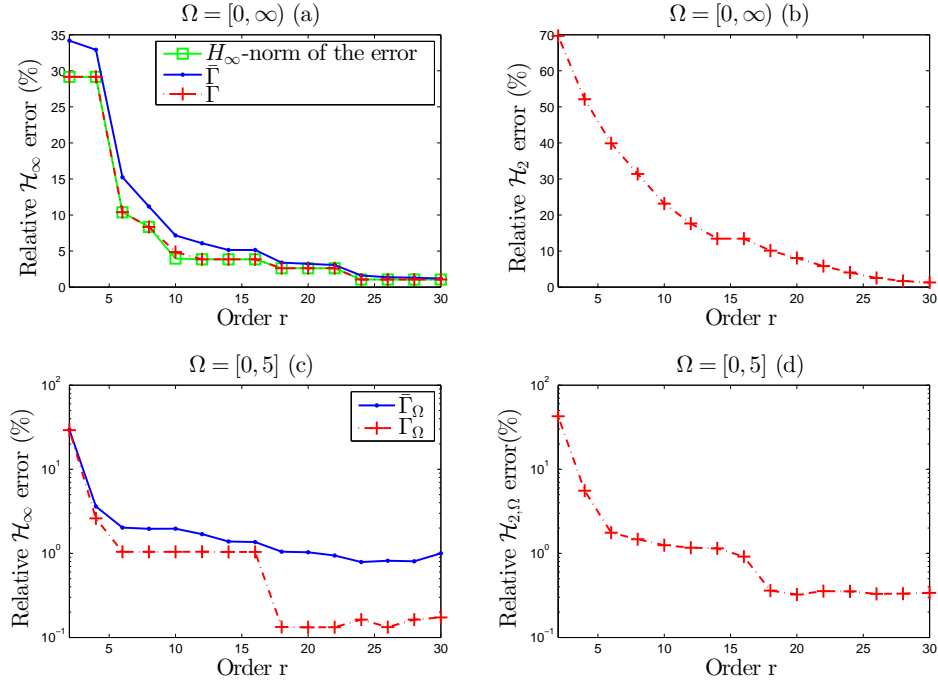 Ω = [0, ∞) (a)
35
30
25
20
15
10
5
0
Relative H∞ error (%)
H∞-norm of the error
Γ̄
Γ
5 10 15 20 25 30
Order r
Ω = [0, ∞) (b)
70
60
50
40
30
20
10
0
Relative H₂ error (%)
5 10 15 20 25 30
Order r
Ω = [0, 5] (c)
10²
10¹
10⁰
10⁻¹
Relative H∞ error (%)
Γ̄_Ω
Γ_Ω
5 10 15 20 25 30
Order r
Ω = [0, 5] (d)
10²
10¹
10⁰
10⁻¹
Relative H₂,Ω error(%)
5 10 15 20 25 30
Order r